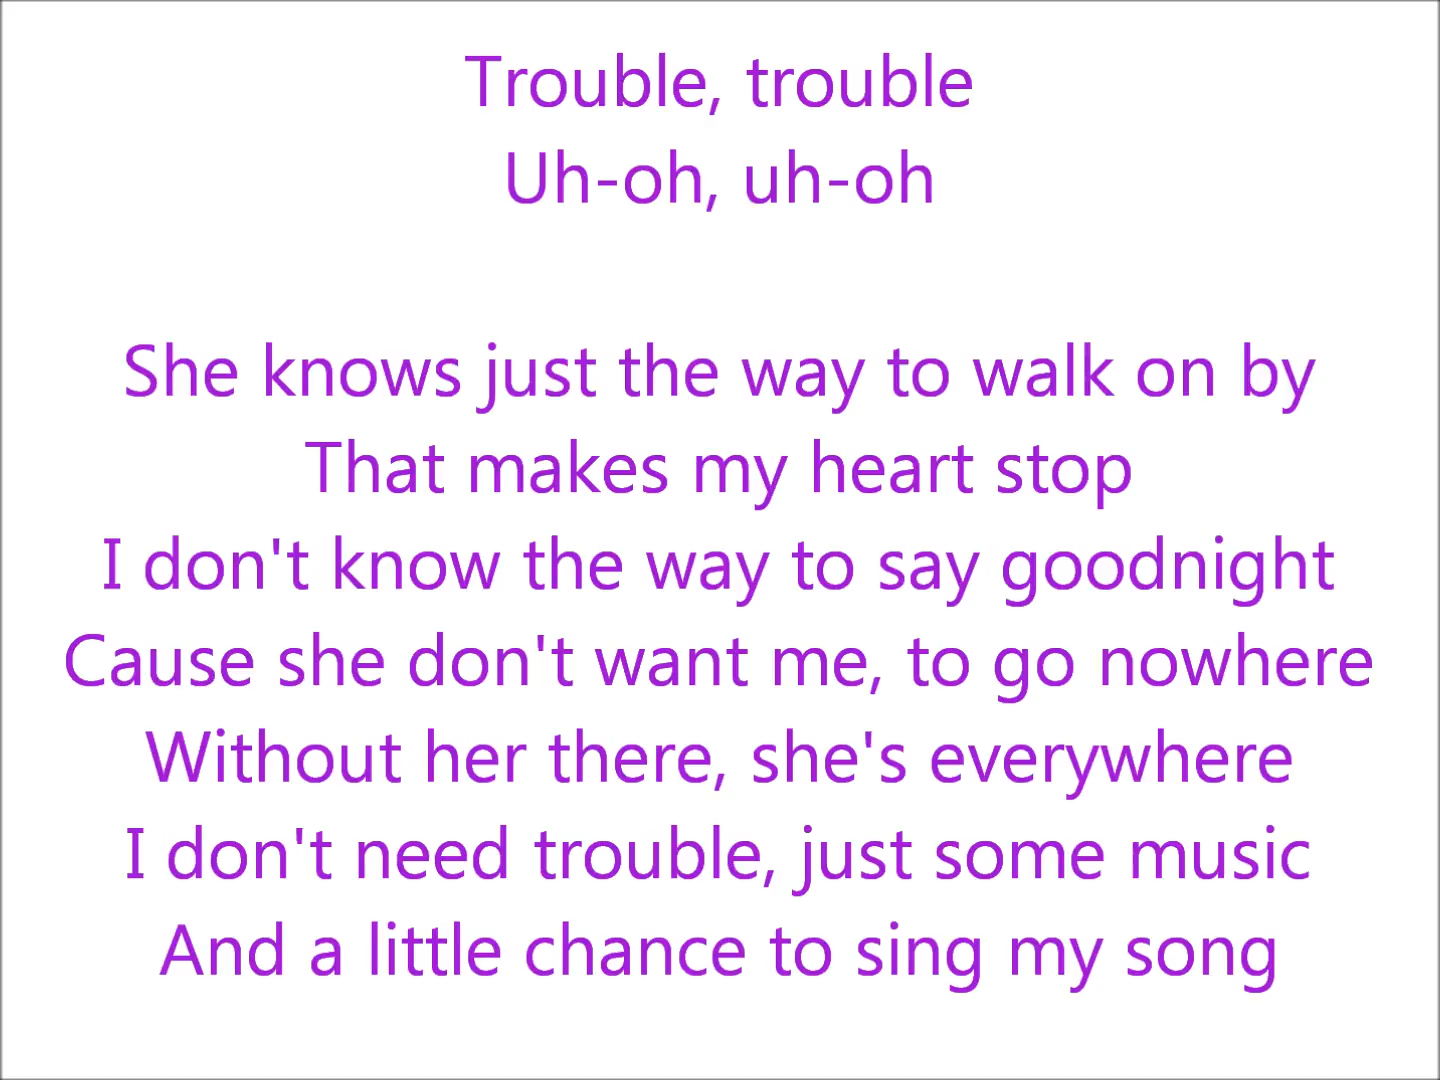 Trouble, trouble
Uh-oh, uh-oh
She knows just the way to walk on by
That makes my heart stop
I don't know the way to say goodnight
Cause she don't want me, to go nowhere
Without her there, she's everywhere
I don't need trouble, just some music
And a little chance to sing my song